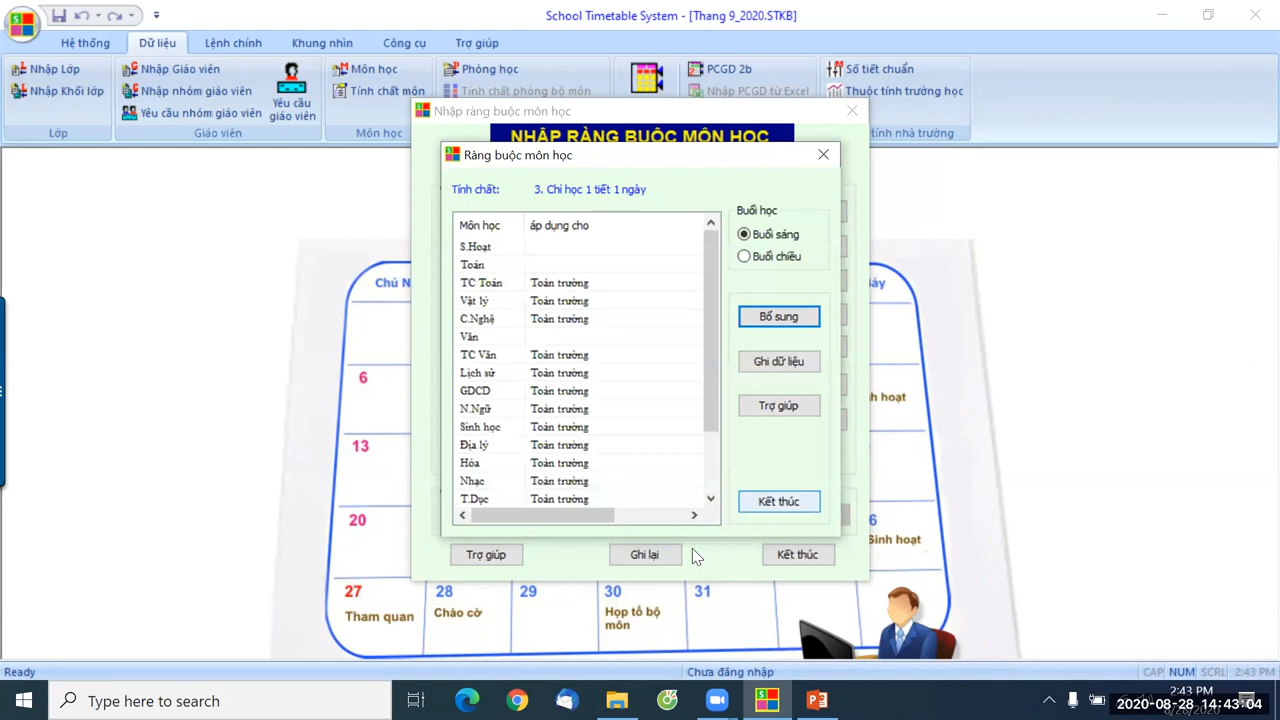 School Timetable System - [Thang 9_2020.STKB]
Hệ thống
Dữ liệu
Lệnh chính
Khung nhìn
Công cụ
Trợ giúp
Nhập Lớp
Nhập Khối lớp
Lớp
Nhập Giáo viên
Nhập nhóm giáo viên
Yêu cầu nhóm giáo viên
Yêu cầu
giáo viên
Giáo viên
Môn học
Tính chất môn
Môn học
Phòng học
Tính chất phòng bộ môn
PCGD 2b
Nhập PCGD từ Excel
Số tiết chuẩn
Thuộc tính trường học
tính nhà trường
Nhập ràng buộc môn học
NHẬP RÀNG BUỘC MÔN HỌC
Ràng buộc môn học
Tính chất: 3. Chỉ học 1 tiết 1 ngày
Môn học áp dụng cho
S.Hoạt
Toán
TC Toán Toàn trường
Vật lý Toàn trường
C.Nghệ Toàn trường
Văn
TC Văn Toàn trường
Lịch sử Toàn trường
GDCD Toàn trường
N.Ngữ Toàn trường
Sinh học Toàn trường
Địa lý Toàn trường
Hóa Toàn trường
Nhạc Toàn trường
T.Dục Toàn trường
Buổi học
Buổi sáng
Buổi chiều
Bổ sung
Ghi dữ liệu
Trợ giúp
Kết thúc
Trợ giúp
Ghi lại
Kết thúc
Chủ N
ảy
6
h hoạt
13
20
6
Sinh hoạt
27
Tham quan
28
Chào cờ
29
30
Họp tổ bộ
môn
31
Ready
Chưa đăng nhập
CAP NUM SCRL 2:43 PM
Type here to search
2:43 PM
2020-08-28 14:43:04